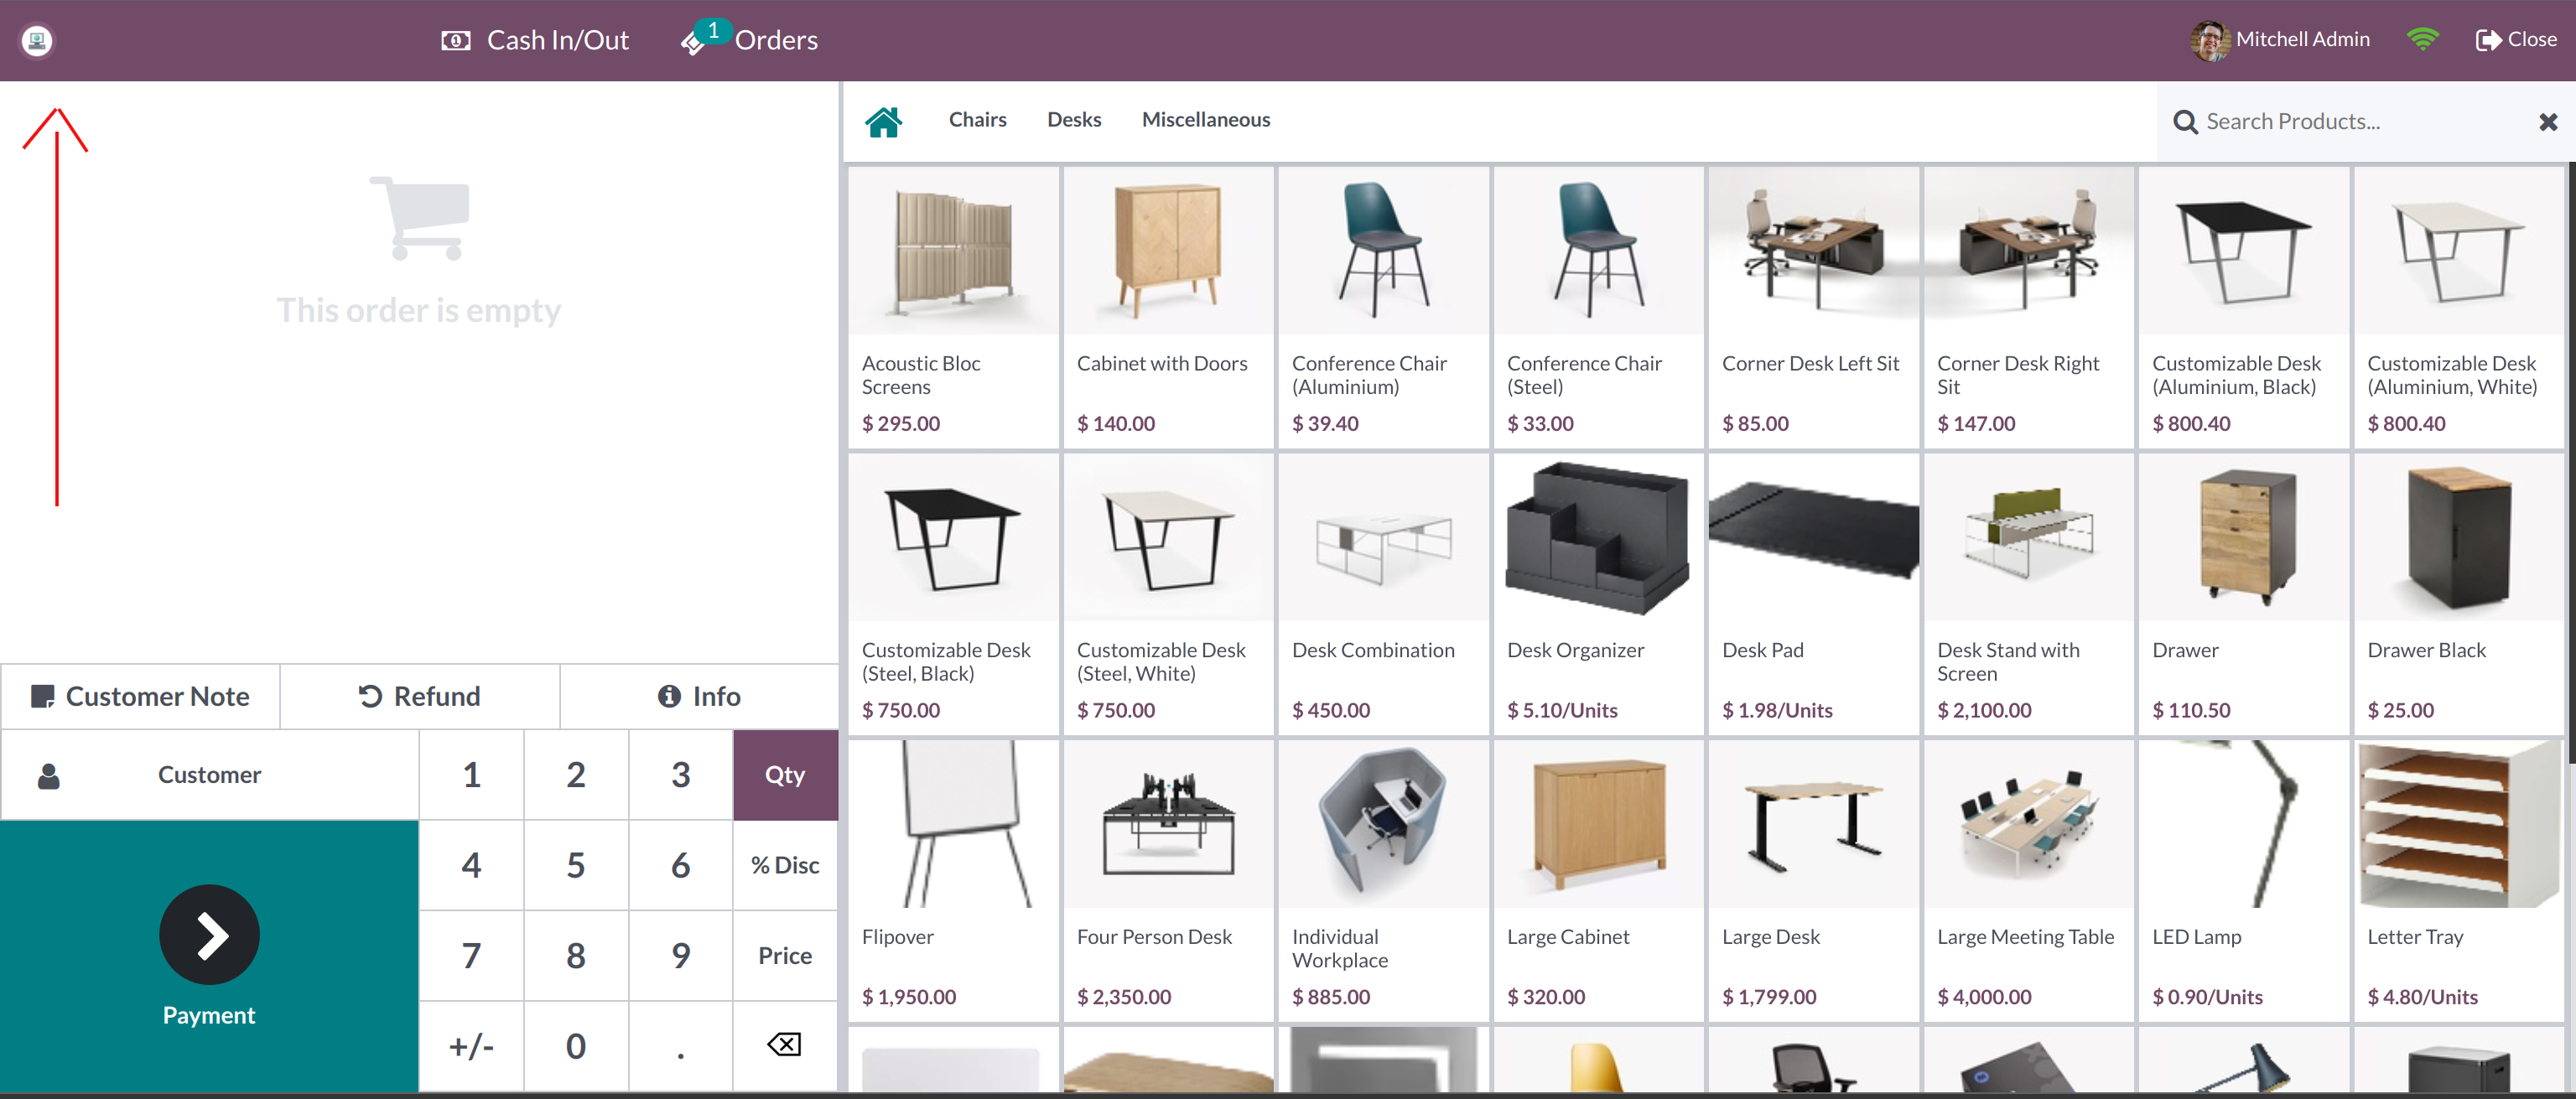 Cash In/Out
1
Orders
Mitchell Admin
Close
This order is empty
Chairs
Desks
Miscellaneous
Search Products...
Acoustic Bloc
Screens
$ 295.00
Cabinet with Doors
$ 140.00
Conference Chair
(Aluminium)
$ 39.40
Conference Chair
(Steel)
$ 33.00
Corner Desk Left Sit
$ 85.00
Corner Desk Right
Sit
$ 147.00
Customizable Desk
(Aluminium, Black)
$ 800.40
Customizable Desk
(Aluminium, White)
$ 800.40
Customizable Desk
(Steel, Black)
$ 750.00
Customizable Desk
(Steel, White)
$ 750.00
Desk Combination
$ 450.00
Desk Organizer
$ 5.10/Units
Desk Pad
$ 1.98/Units
Desk Stand with
Screen
$ 2,100.00
Drawer
$ 110.50
Drawer Black
$ 25.00
Flipover
$ 1,950.00
Four Person Desk
$ 2,350.00
Individual
Workplace
$ 885.00
Large Cabinet
$ 320.00
Large Desk
$ 1,799.00
Large Meeting Table
$ 4,000.00
LED Lamp
$ 0.90/Units
Letter Tray
$ 4.80/Units
Customer Note
Refund
Info
Customer
1
2
3
Qty
4
5
6
% Disc
7
8
9
Price
+/-
0
.
Payment